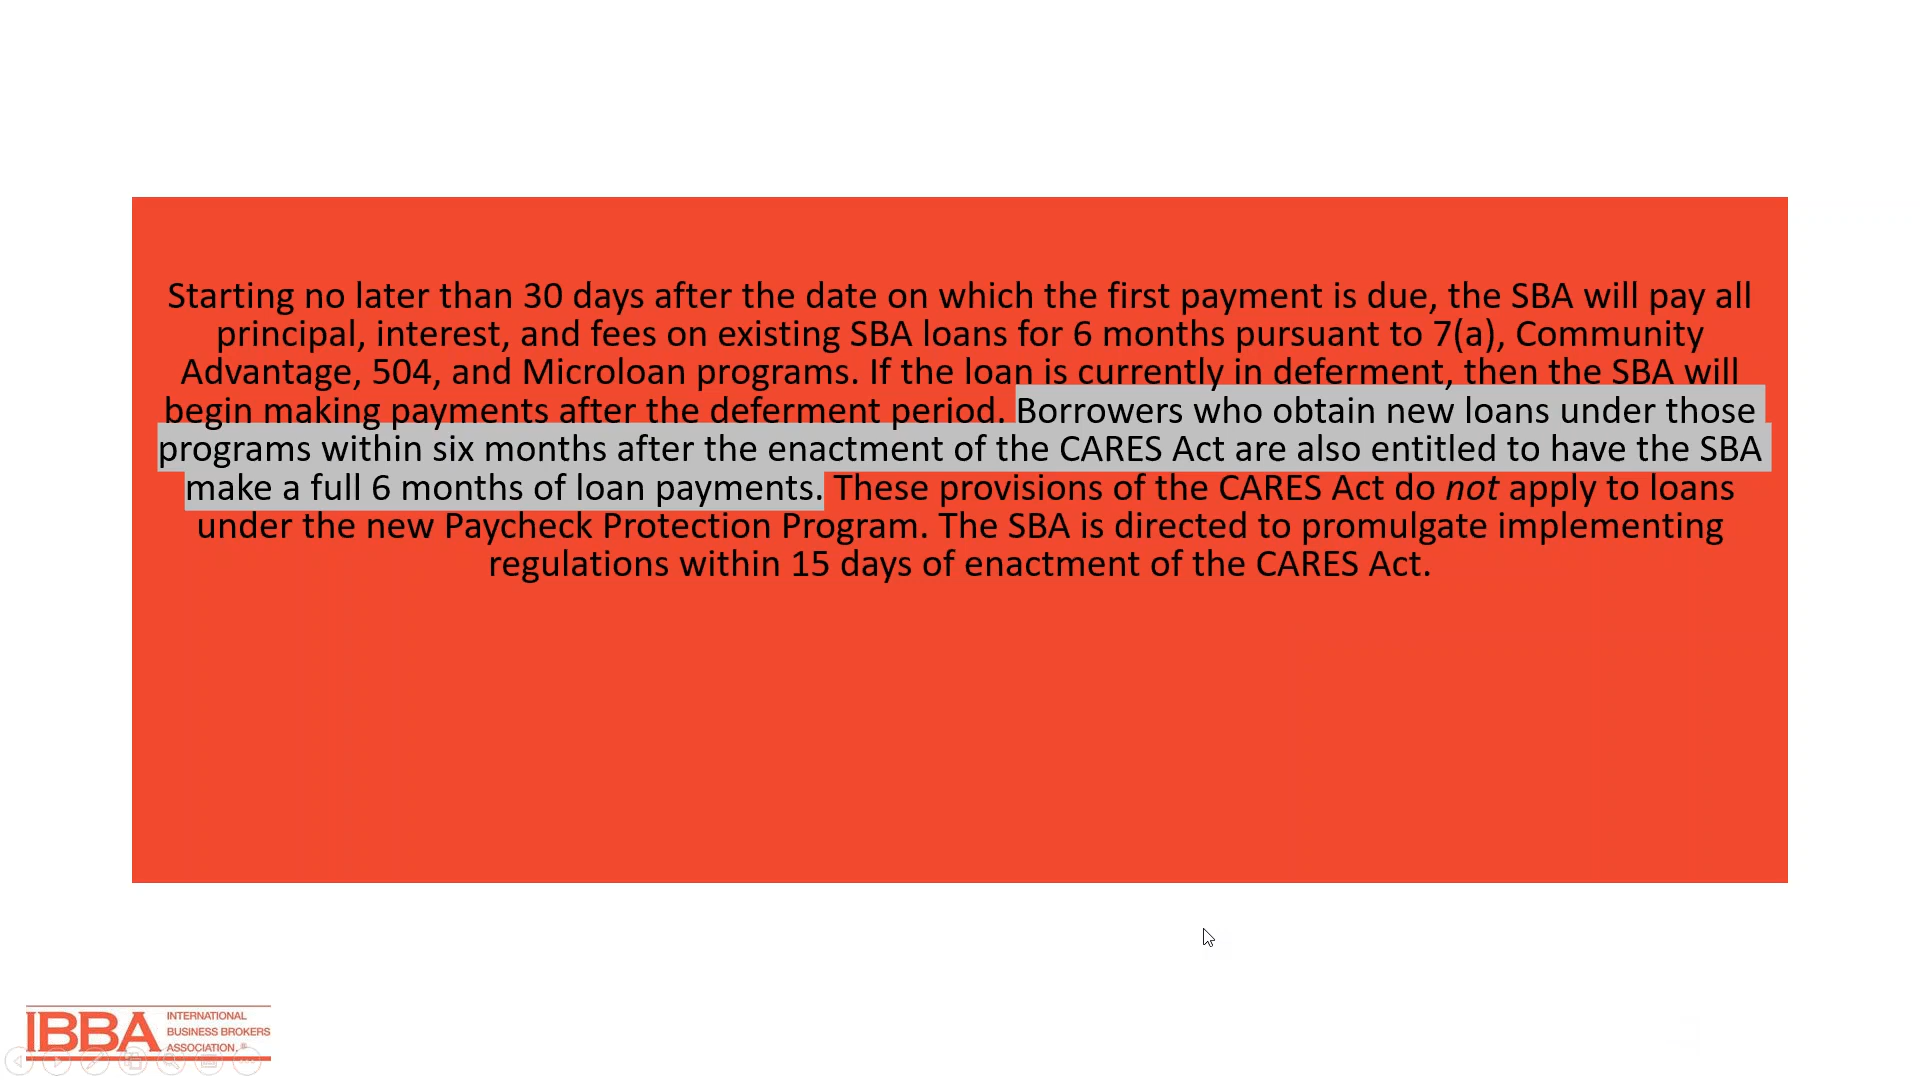 Starting no later than 30 days after the date on which the first payment is due, the SBA will pay all
principal, interest, and fees on existing SBA loans for 6 months pursuant to 7(a), Community
Advantage, 504, and Microloan programs. If the loan is currently in deferment, then the SBA will
begin making payments after the deferment period. Borrowers who obtain new loans under those
programs within six months after the enactment of the CARES Act are also entitled to have the SBA
make a full 6 months of loan payments. These provisions of the CARES Act do not apply to loans
under the new Paycheck Protection Program. The SBA is directed to promulgate implementing
regulations within 15 days of enactment of the CARES Act.
IBBA
INTERNATIONAL
BUSINESS BROKERS
ASSOCIATION.®